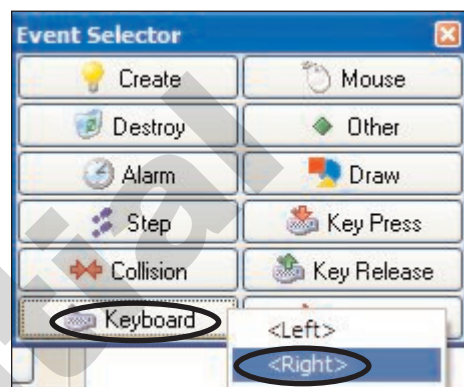 Event Selector
Create Mouse
Destroy Other
Alarm Draw
Step Key Press
Collision Key Release
Keyboard
<Left>
<Right>